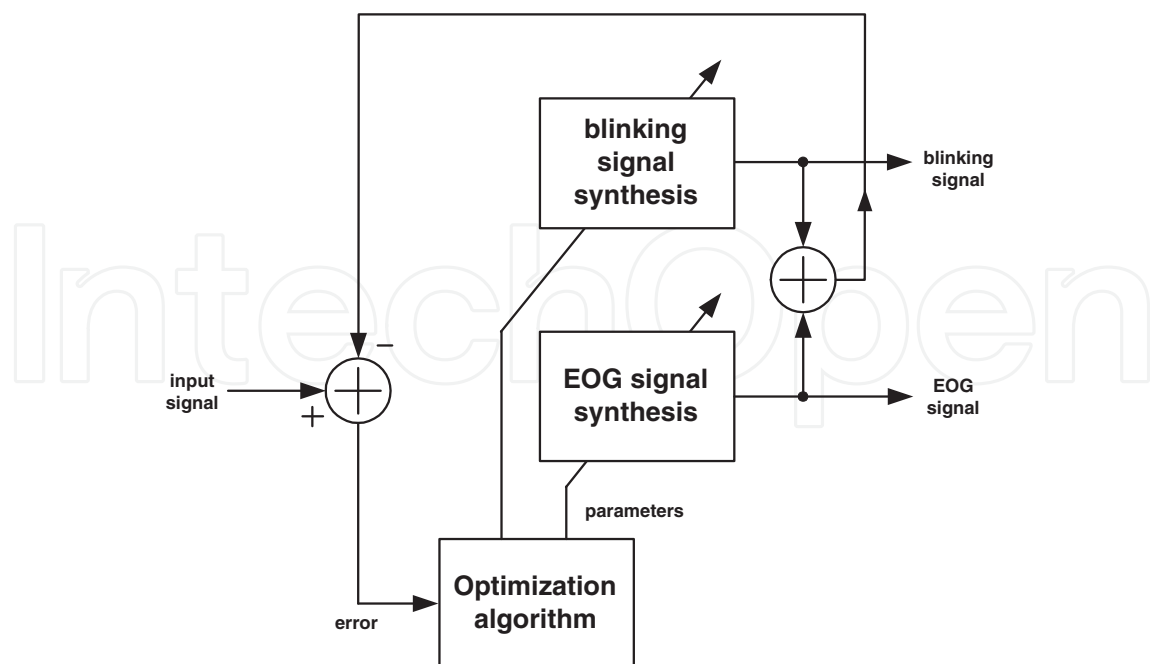 blinking
signal
synthesis
blinking
signal
IntechOpen
−
input
signal
+
EOG signal
synthesis
EOG
signal
parameters
Optimization
algorithm
error